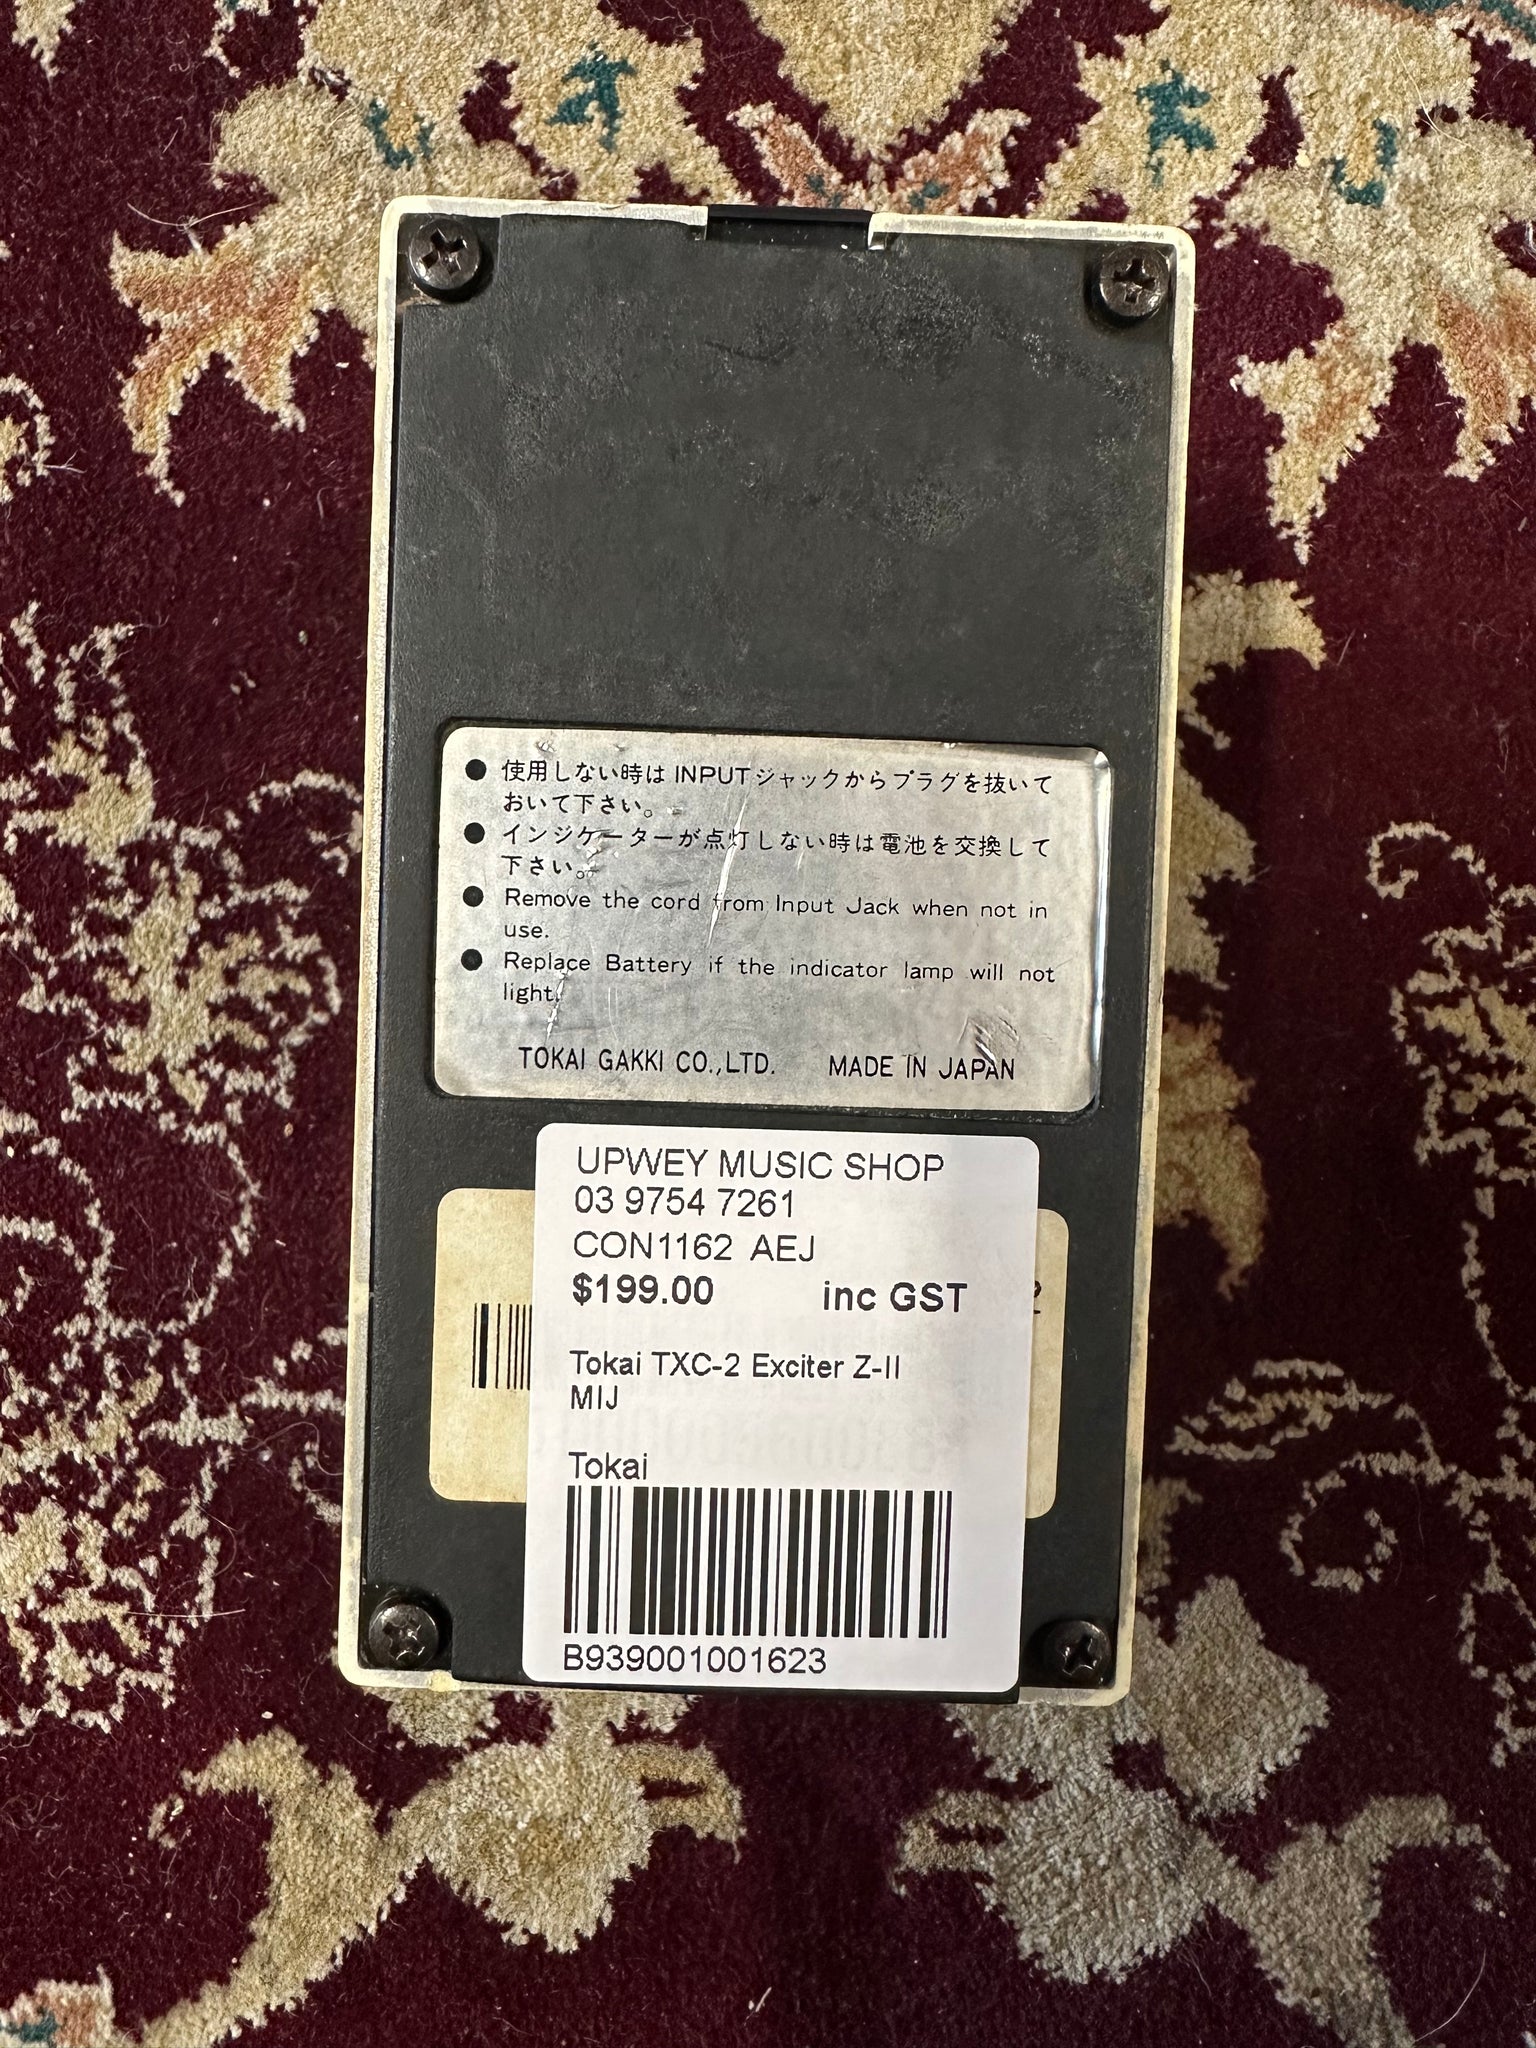 ● 使用しない時は INPUTジャックからプラグを抜いて
おいて下さい。
● インジケーターが点灯しない時は電池を交換して
下さい。
● Remove the cord from Input Jack when not in
use.
● Replace Battery if the indicator lamp will not
light.
TOKAI GAKKI CO.,LTD. MADE IN JAPAN
UPWEY MUSIC SHOP
03 9754 7261
CON1162 AEJ
$199.00 inc GST
Tokai TXC-2 Exciter Z-II
MIJ
Tokai
B939001001623